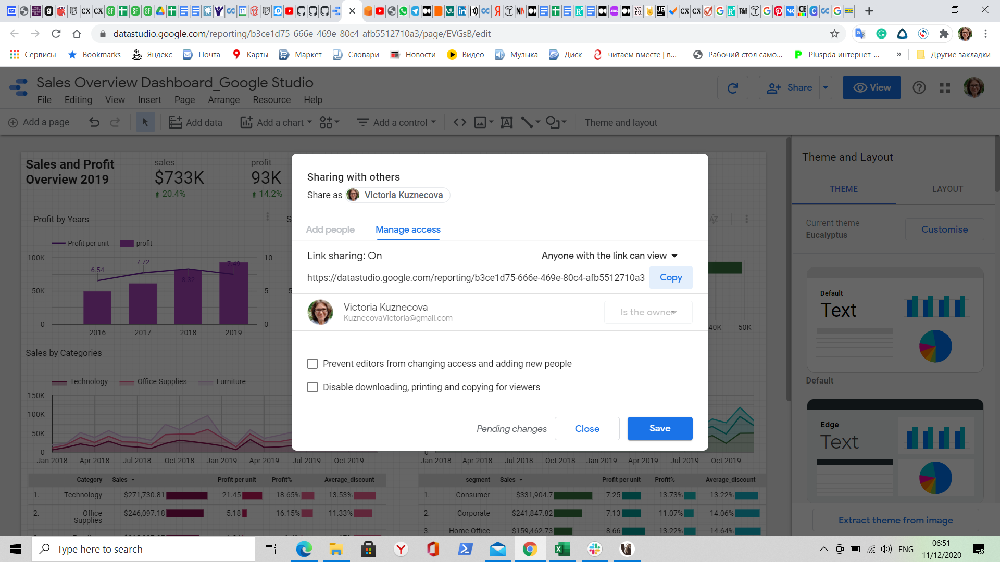 datastudio.google.com/reporting/b3ce1d75-666e-469e-80c4-afb5512710a3/page/EVGsB/edit
Сервисы
Bookmarks
Яндекс
Почта
Карты
Маркет
Словари
Новости
Видео
Музыка
Диск
читаем вместе | в...
Рабочий стол само...
Pluspda интернет-...
»
Другие закладки
Sales Overview Dashboard_Google Studio
File Editing View Insert Page Arrange Resource Help
Share
View
Add a page
Add data
Add a chart
Add a control
Theme and layout
Sales and Profit
Overview 2019
sales
$733K
20.4%
profit
93K
14.2%
Profit by Years
Profit per unit
profit
100K
50K
0
10
5
0
6.54
7.72
8.32
7.49
2016 2017 2018 2019
Sharing with others
Share as Victoria Kuznecova
Add people
Manage access
Link sharing: On
Anyone with the link can view
https://datastudio.google.com/reporting/b3ce1d75-666e-469e-80c4-afb5512710a3
Copy
Victoria Kuznecova
KuznecovaVictoria@gmail.com
Is the owner
Prevent editors from changing access and adding new people
Disable downloading, printing and copying for viewers
Pending changes
Close
Save
40K 50K
Sales by Categories
Technology
Office Supplies
Furniture
150K
100K
50K
0
Jan 2018 Apr 2018 Jul 2018 Oct 2018 Jan 2019 Apr 2019 Jul 2019 Oct 2019
0
Jan 2018 Apr 2018 Jul 2018 Oct 2018 Jan 2019 Apr 2019 Jul 2019 Oct 2019
Category Sales Profit per unit Profit% Average_discount
1. Technology $271,730.81 21.45 18.65% 13.53%
2. Office Supplies $246,097.18 5.18 16.15% 11.33%
segment Sales Profit per unit Profit% Average_discount
1. Consumer $331,904.7 7.25 13.73% 13.22%
2. Corporate $241,847.82 7.13 11.07% 14.06%
3. Home Office $159,462.73 8.66 13.22% 14.64%
Theme and Layout
THEME
LAYOUT
Current theme
Eucalyptus
Customise
Default
Text
Default
Edge
Text
Extract theme from image
Type here to search
ENG
06:51
11/12/2020